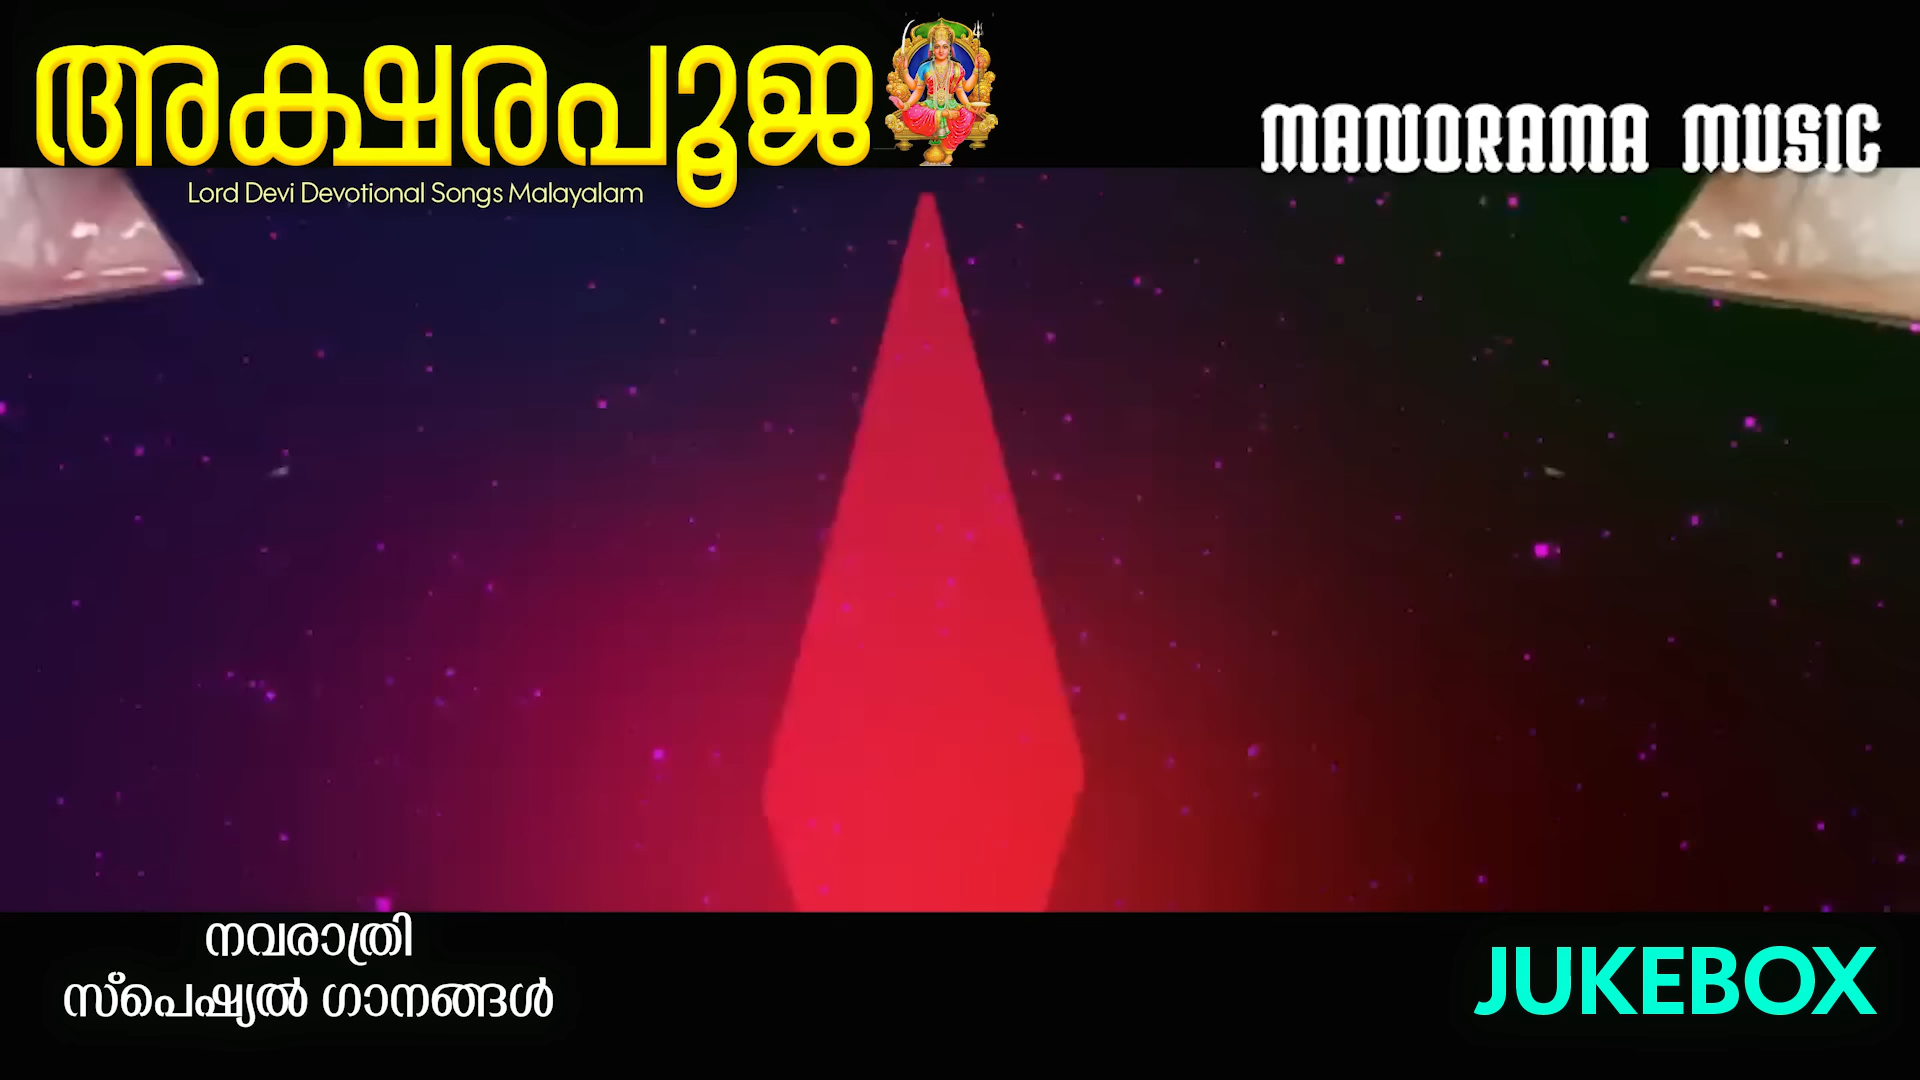 അക്ഷരപൂജ
Lord Devi Devotional Songs Malayalam
MANORAMA MUSIC
നവരാത്രി
സ്പെഷ്യൽ ഗാനങ്ങൾ
JUKEBOX